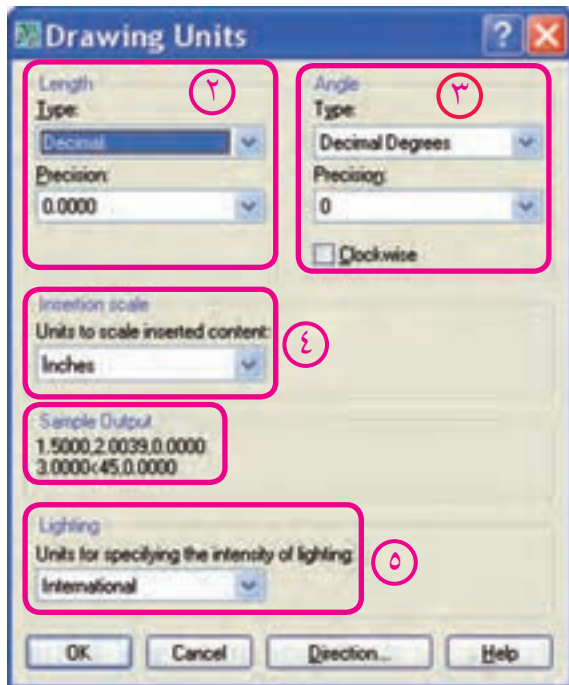 Drawing Units
Length
٢
Type:
Decimal
Precision:
0.0000
Angle
٣
Type:
Decimal Degrees
Precision:
0
Clockwise
Insertion scale
Units to scale inserted content:
Inches
٤
Sample Output
1.5000,2.0039,0.0000
3.0000<45,0.0000
Lighting
Units for specifying the intensity of lighting:
International
٥
OK
Cancel
Direction...
Help